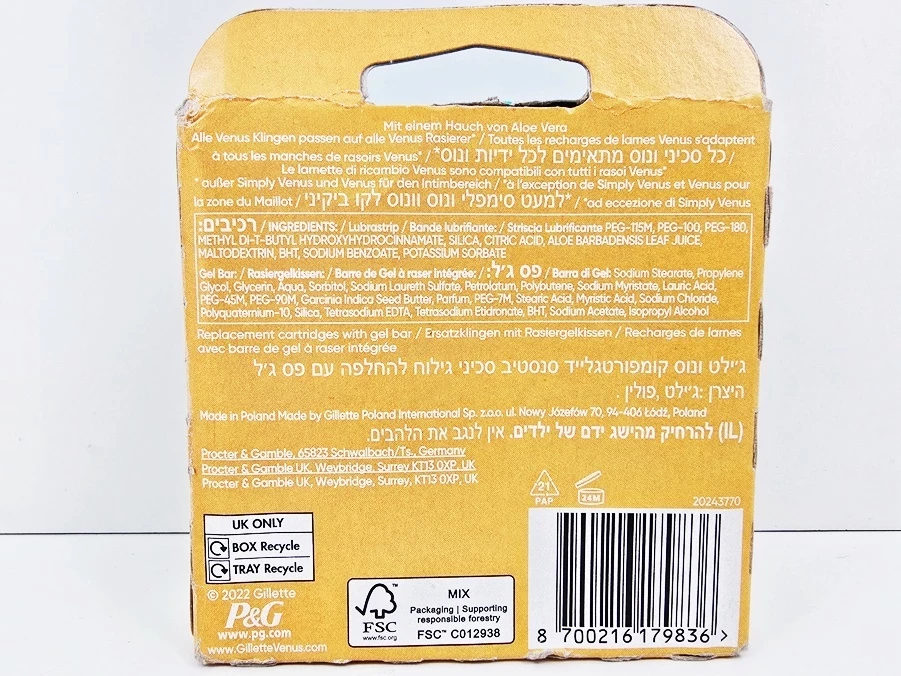 Mit einem Hauch von Aloe Vera
Alle Venus Klingen passen auf alle Venus Rasierer* / Toutes les recharges de lames Venus s'adaptent
à tous les manches de rasoirs Venus* / *כל סכיני ונוס מתאימים לכל ידיות ונוס /
Le lamette di ricambio Venus sono compatibili con tutti i rasoi Venus*
* außer Simply Venus und Venus für den Intimbereich / *à l'exception de Simply Venus et Venus pour
la zone du Maillot / *למעט סימפלי ונוס וונוס לקו ביקיני / *ad eccezione di Simply Venus
רכיבים: / INGREDIENTS: / Lubrastrip / Bande lubrifiante: / Striscia Lubrificante PEG-115M, PEG-100, PEG-180,
METHYL DI-T-BUTYL HYDROXYHYDROCINNAMATE, SILICA, CITRIC ACID, ALOE BARBADENSIS LEAF JUICE,
MALTODEXTRIN, BHT, SODIUM BENZOATE, POTASSIUM SORBATE
Gel Bar: / Rasiergelkissen: / Barre de Gel à raser intégrée: / פס ג'ל: / Barra di Gel: Sodium Stearate, Propylene
Glycol, Glycerin, Aqua, Sorbitol, Sodium Laureth Sulfate, Petrolatum, Polybutene, Sodium Myristate, Lauric Acid,
PEG-45M, PEG-90M, Garcinia Indica Seed Butter, Parfum, PEG-7M, Stearic Acid, Myristic Acid, Sodium Chloride,
Polyquaternium-10, Silica, Tetrasodium EDTA, Tetrasodium Etidronate, BHT, Sodium Acetate, Isopropyl Alcohol
Replacement cartridges with gel bar / Ersatzklingen mit Rasiergelkissen / Recharges de lames
avec barre de gel à raser intégrée
ג'ילט ונוס קומפורטגלייד סנסטיב סכיני גילוח להחלפה עם פס ג'ל
היצרן: ג'ילט, פולין.
Made in Poland Made by Gillette Poland International Sp. z.o.o. ul. Nowy Józefów 70, 94-406 Łódź, Poland
(IL) להרחיק מהישג ידם של ילדים. אין לנגב את הלהבים.
Procter & Gamble, 65823 Schwalbach/Ts., Germany
Procter & Gamble UK, Weybridge, Surrey KT13 0XP, UK
Procter & Gamble UK, Weybridge, Surrey KT13 0XP, UK
21
PAP
24M
20243770
UK ONLY
BOX Recycle
TRAY Recycle
© 2022 Gillette
P&G
www.pg.com
www.GilletteVenus.com
FSC
www.fsc.org
MIX
Packaging | Supporting
responsible forestry
FSC™ C012938
8 700216 179836 >